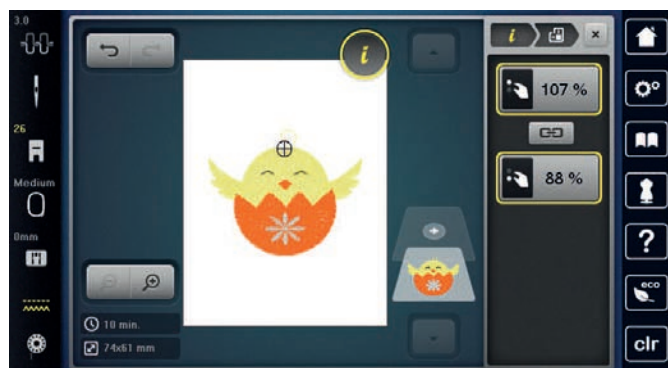 3.0
26
Medium
0mm
i
10 min.
74x61 mm
i
×
107 %
88 %
?
eco
clr